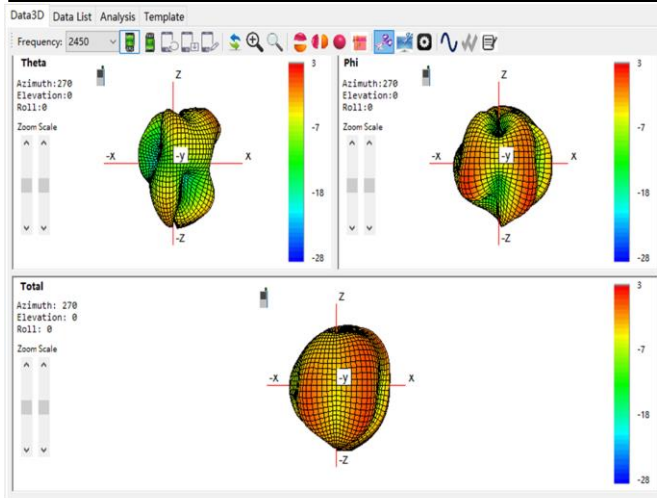 Data3D Data List Analysis Template
Frequency: 2450
Theta
Azimuth:270
Elevation:0
Roll:0
Zoom Scale
Z
-X
-y
X
-Z
3
-7
-18
-28
Phi
Azimuth:270
Elevation:0
Roll:0
Zoom Scale
Z
-X
-y
X
-Z
3
-7
-18
-28
Total
Azimuth: 270
Elevation: 0
Roll: 0
Zoom Scale
Z
-X
-y
X
-Z
3
-7
-18
-28